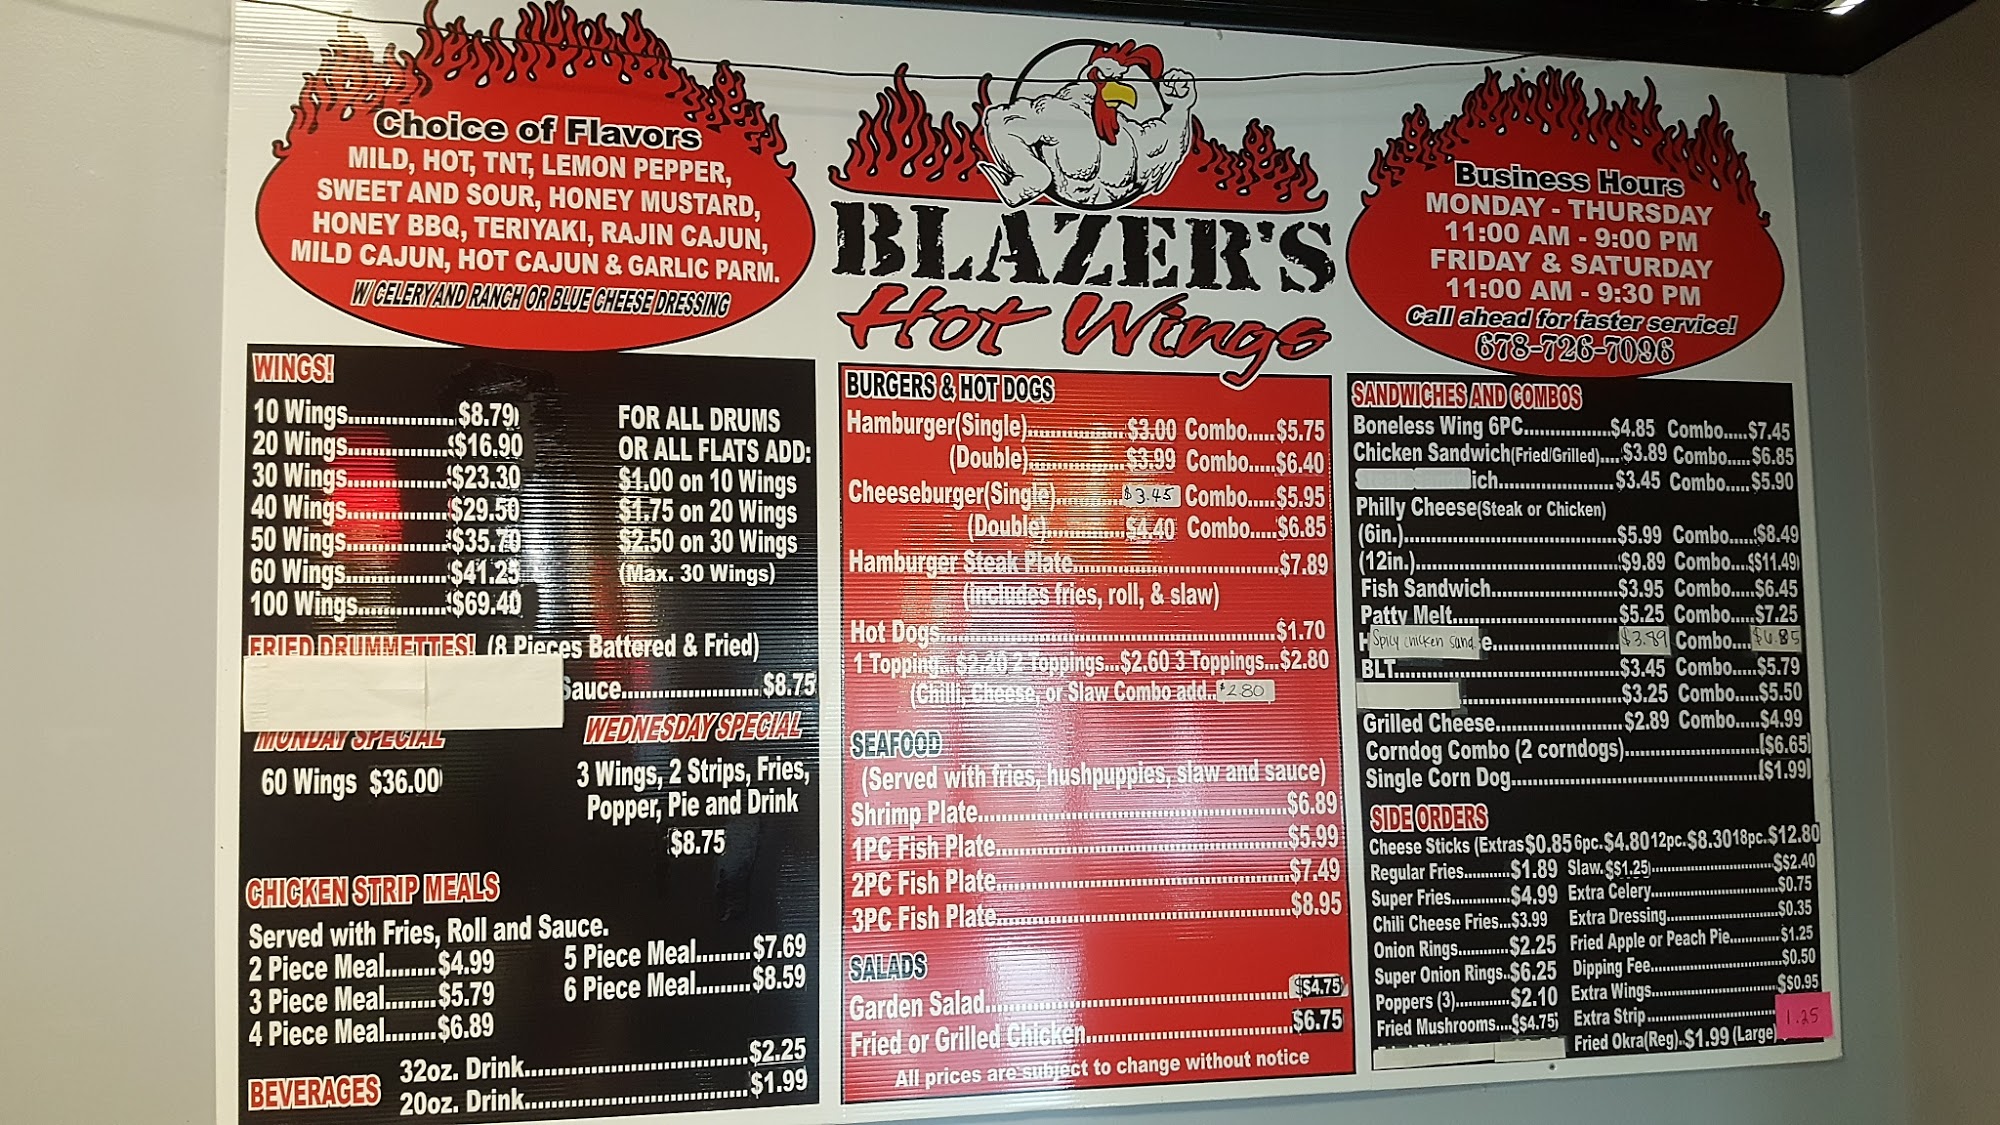 Choice of Flavors
MILD, HOT, TNT, LEMON PEPPER,
SWEET AND SOUR, HONEY MUSTARD,
HONEY BBQ, TERIYAKI, RAJIN CAJUN,
MILD CAJUN, HOT CAJUN & GARLIC PARM.
W/ CELERY AND RANCH OR BLUE CHEESE DRESSING
BLAZER'S
Hot Wings
Business Hours
MONDAY - THURSDAY
11:00 AM - 9:00 PM
FRIDAY & SATURDAY
11:00 AM - 9:30 PM
Call ahead for faster service!
678-726-7096
WINGS!
10 Wings.................$8.79
20 Wings................$16.90
30 Wings................$23.30
40 Wings................$29.50
50 Wings................$35.70
60 Wings................$41.25
100 Wings..............$69.40
FOR ALL DRUMS
OR ALL FLATS ADD:
$1.00 on 10 Wings
$1.75 on 20 Wings
$2.50 on 30 Wings
(Max. 30 Wings)
FRIED DRUMMETTES! (8 Pieces Battered & Fried)
Sauce......................$8.75
MONDAY SPECIAL
60 Wings $36.00
WEDNESDAY SPECIAL
3 Wings, 2 Strips, Fries,
Popper, Pie and Drink
$8.75
CHICKEN STRIP MEALS
Served with Fries, Roll and Sauce.
2 Piece Meal........$4.99
3 Piece Meal........$5.79
4 Piece Meal........$6.89
5 Piece Meal.........$7.69
6 Piece Meal.........$8.59
BEVERAGES
32oz. Drink....................................$2.25
20oz. Drink....................................$1.99
BURGERS & HOT DOGS
Hamburger(Single)................$3.00 Combo.....$5.75
(Double)................$3.99 Combo.....$6.40
Cheeseburger(Single)............$3.45 Combo.....$5.95
(Double).............$4.40 Combo.....$6.85
Hamburger Steak Plate..................................$7.89
(includes fries, roll, & slaw)
Hot Dogs........................................................$1.70
1 Topping...$2.20 2 Toppings...$2.60 3 Toppings...$2.80
(Chilli, Cheese, or Slaw Combo add..$2.80
SEAFOOD
(Served with fries, hushpuppies, slaw and sauce)
Shrimp Plate...................................................$6.89
1PC Fish Plate................................................$5.99
2PC Fish Plate................................................$7.49
3PC Fish Plate................................................$8.95
SALADS
Garden Salad..................................................$4.75
Fried or Grilled Chicken..................................$6.75
All prices are subject to change without notice
SANDWICHES AND COMBOS
Boneless Wing 6PC..............$4.85 Combo....$7.45
Chicken Sandwich(Fried/Grilled)....$3.89 Combo....$6.85
ich...................$3.45 Combo....$5.90
Philly Cheese(Steak or Chicken)
(6in.)....................................$5.99 Combo....$8.49
(12in.)...................................$9.89 Combo...$11.49
Fish Sandwich.....................$3.95 Combo.....$6.45
Patty Melt............................$5.25 Combo.....$7.25
H Spicy chicken sand. e....................$3.89 Combo....$6.85
BLT.......................................$3.45 Combo.....$5.79
.........................$3.25 Combo.....$5.50
Grilled Cheese.....................$2.89 Combo.....$4.99
Corndog Combo (2 corndogs).......................$6.65
Single Corn Dog..........................................$1.99
SIDE ORDERS
Cheese Sticks (Extras $0.85 6pc. $4.80 12pc. $8.30 18pc. $12.80
Regular Fries..........$1.89
Super Fries.............$4.99
Chili Cheese Fries...$3.99
Onion Rings...........$2.25
Super Onion Rings..$6.25
Poppers (3).............$2.10
Fried Mushrooms....$4.75
Slaw.$$1.25).........................$$2.40
Extra Celery.........................$0.75
Extra Dressing......................$0.35
Fried Apple or Peach Pie...........$1.25
Dipping Fee............................$0.50
Extra Wings...........................$$0.95
Extra Strip.......................1.25
Fried Okra(Reg)..$1.99 (Large)